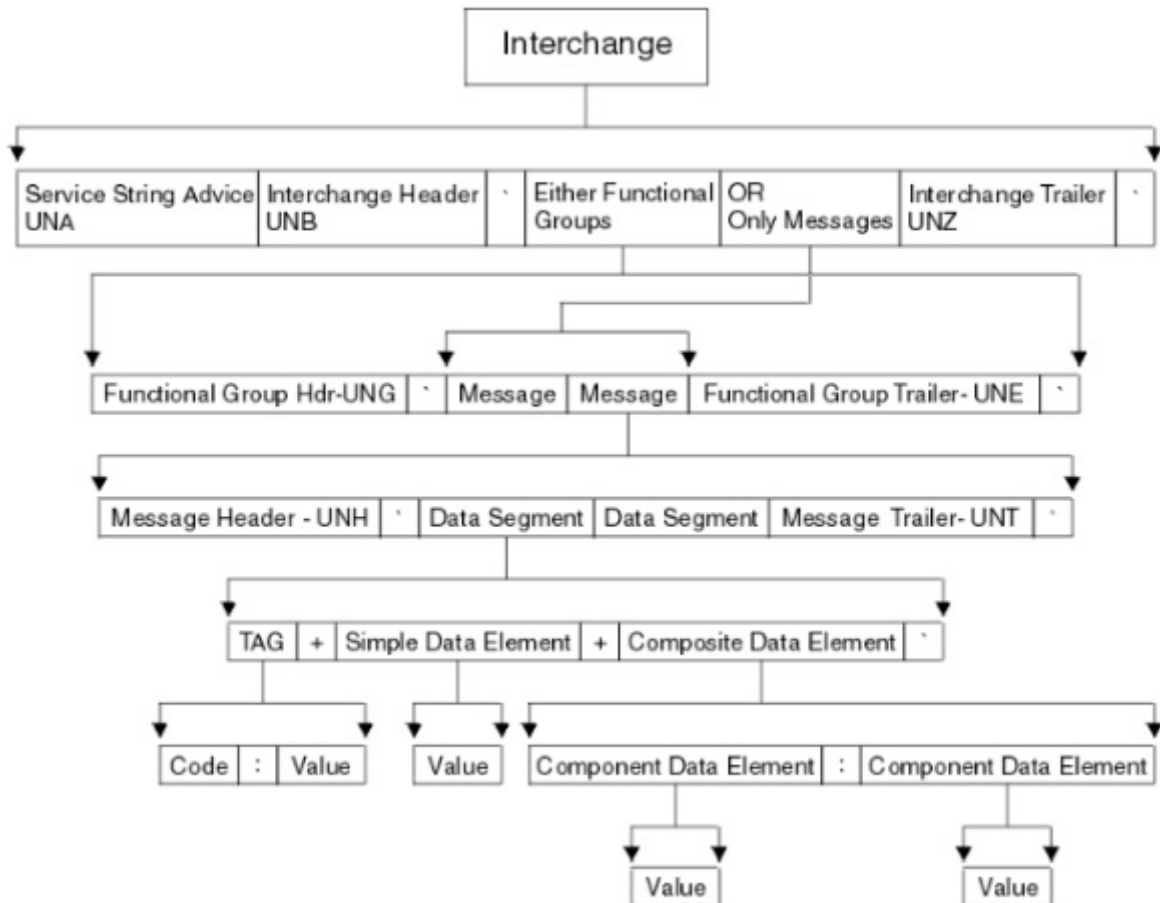 Interchange
Service String Advice Interchange Header ` Either Functional OR Interchange Trailer `
UNA UNB Groups Only Messages UNZ
Functional Group Hdr-UNG ` Message Message Functional Group Trailer- UNE `
Message Header - UNH ` Data Segment Data Segment Message Trailer- UNT `
TAG + Simple Data Element + Composite Data Element `
Code : Value Value Component Data Element : Component Data Element
Value Value